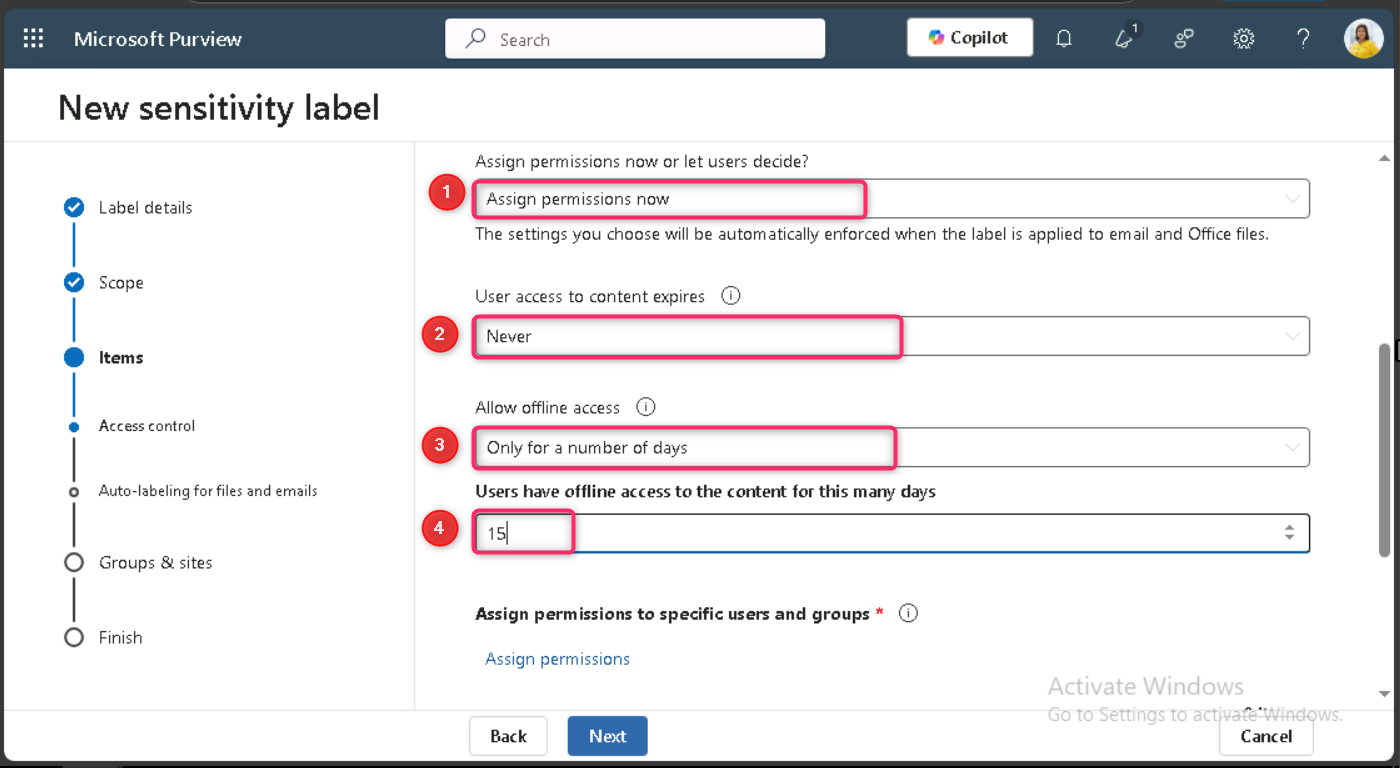 Microsoft Purview
Search
Copilot
1
New sensitivity label
Label details
Scope
Items
Access control
Auto-labeling for files and emails
Groups & sites
Finish
Assign permissions now or let users decide?
1
Assign permissions now
The settings you choose will be automatically enforced when the label is applied to email and Office files.
User access to content expires
2
Never
Allow offline access
3
Only for a number of days
Users have offline access to the content for this many days
4
15
Assign permissions to specific users and groups *
Assign permissions
Activate Windows
Go to Settings to activate Windows.
Back
Next
Cancel